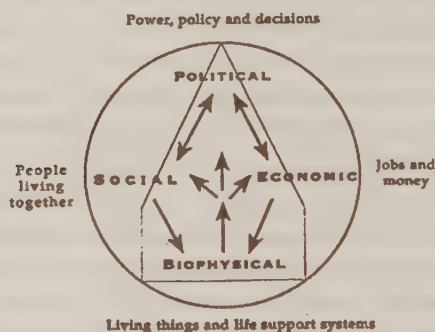 Power, policy and decisions
POLITICAL
People
living
together
SOCIAL
ECONOMIC
Jobs and
money
BIOPHYSICAL
Living things and life support systems